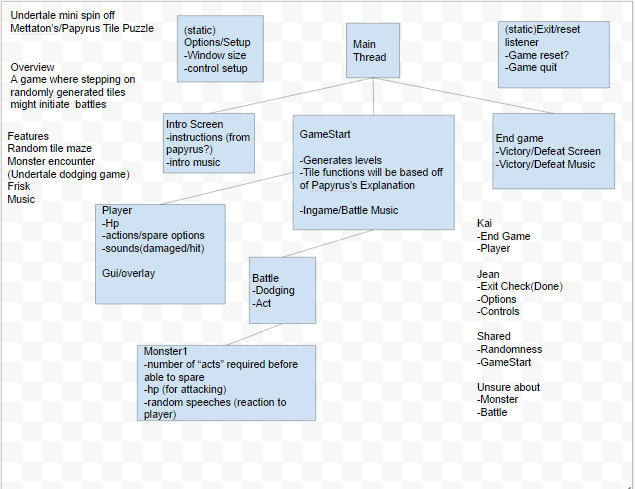 Undertale mini spin off
Mettaton's/Papyrus Tile Puzzle
Overview
A game where stepping on
randomly generated tiles
might initiate battles
Features
Random tile maze
Monster encounter
(Undertale dodging game)
Frisk
Music
(static)
Options/Setup
-Window size
-control setup
Main
Thread
(static)Exit/reset
listener
-Game reset?
-Game quit
Intro Screen
-instructions (from
papyrus?)
-intro music
GameStart
-Generates levels
-Tile functions will be based off
of Papyrus's Explanation
-Ingame/Battle Music
End game
-Victory/Defeat Screen
-Victory/Defeat Music
Player
-Hp
-actions/spare options
-sounds(damaged/hit)
Gui/overlay
Battle
-Dodging
-Act
Monster1
-number of “acts” required before
able to spare
-hp (for attacking)
-random speeches (reaction to
player)
Kai
-End Game
-Player
Jean
-Exit Check(Done)
-Options
-Controls
Shared
-Randomness
-GameStart
Unsure about
-Monster
-Battle